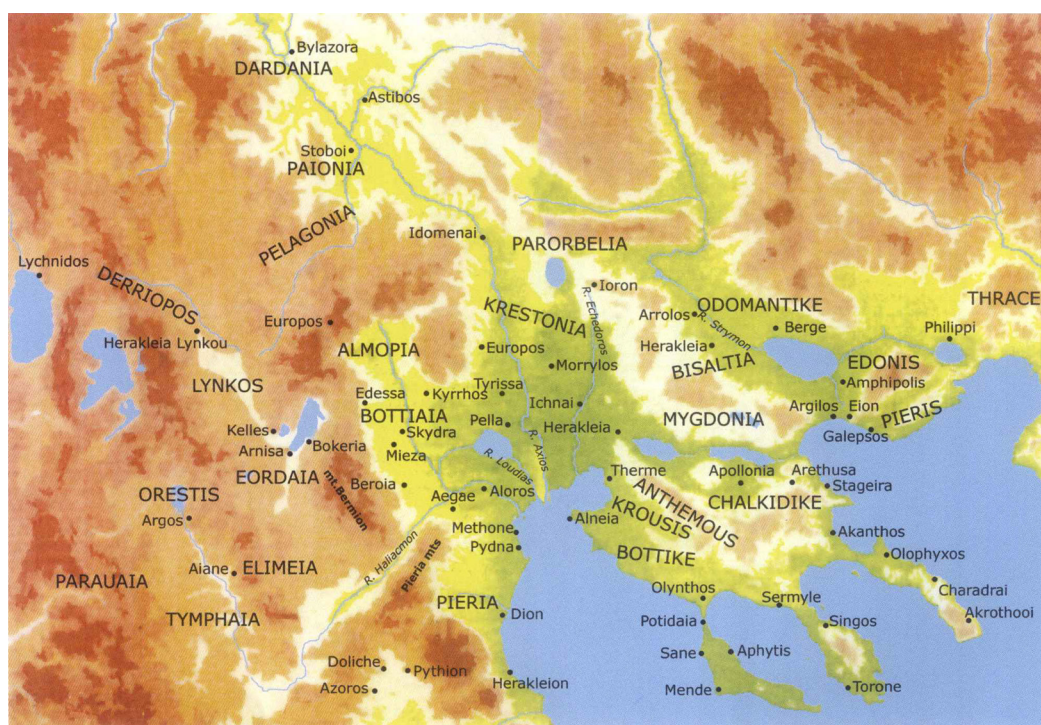 Bylazora
DARDANIA
Astibos
Stoboi
PAIONIA
PELAGONIA
Idomenai
PARORBELIA
Lychnidos
DERRIOPOS
Ioron
R. Echedoros
KRESTONIA
ODOMANTIKE
THRACE
Arrolos
R. Strymon
Berge
Philippi
Europos
Herakleia Lynkou
ALMOPIA
Europos
Herakleia
BISALTIA
EDONIS
Morrylos
LYNKOS
Amphipolis
Edessa
Kyrrhos
Tyrissa
BOTTIAIA
Ichnai
MYGDONIA
Argilos
Eion
PIERIS
Kelles
Skydra
Pella
R. Axios
Herakleia
Galepsos
Bokeria
Arnisa
Mieza
R. Loudias
EORDAIA
mt.Bermion
Beroia
Therme
Apollonia
Arethusa
ORESTIS
Aegae
Aloros
ANTHEMOUS
CHALKIDIKE
Stageira
Argos
KROUSIS
Alneia
Methone
Akanthos
Pydna
BOTTIKE
Olophyxos
R. Haliacmon
Pieria mts
Aiane
ELIMEIA
PARAUAIA
Charadrai
Olynthos
Sermyle
PIERIA
Dion
Akrothooi
TYMPHAIA
Potidaia
Singos
Sane
Aphytis
Doliche
Pythion
Herakleion
Azoros
Mende
Torone